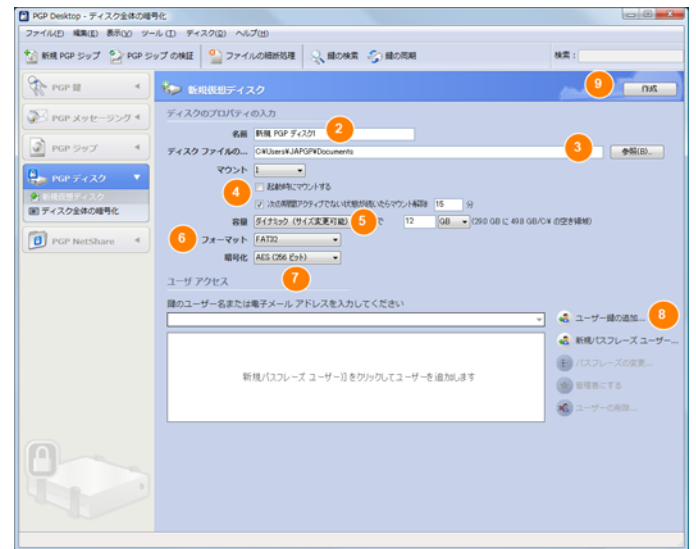 PGP Desktop - ディスク全体の暗号化
ファイル(F) 編集(E) 表示(V) ツール(T) ディスク(D) ヘルプ(H)
新規 PGP ジップ PGP ジップ の検証 ファイルの細断処理 鍵の検索 鍵の同期 検索:
PGP 鍵
PGP メッセージング
PGP ジップ
PGP ディスク
新規仮想ディスク
ディスク全体の暗号化
PGP NetShare
新規仮想ディスク
9 作成
ディスクのプロパティの入力
名前 新規 PGP ディスク1 2
ディスク ファイルの... C:¥Users¥JAPGP¥Documents 3 参照(B)...
マウント I
4 起動時にマウントする
次の時間アクティブでない状態が続いたらマウント解除 15 分
容量 ダイナミック (サイズ変更可能) 5 で 12 GB
6 フォーマット FAT32
暗号化 AES (256 ビット)
7
ユーザ アクセス
鍵のユーザー名または電子メール アドレスを入力してください
ユーザー鍵の追加... 8
新規パスフレーズ ユーザー...
パスフレーズの変更...
管理者にする
ユーザーの削除...
新規パスフレーズ ユーザー)] をクリックしてユーザーを追加します